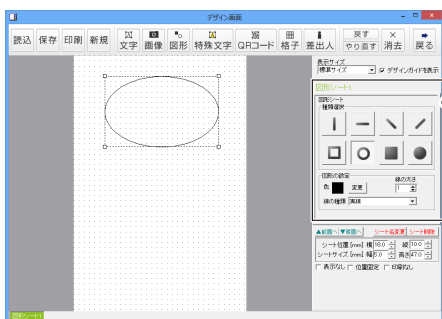 デザイン画面
読込 保存 印刷 新規 文字 画像 図形 特殊文字 QRコード 格子 差出人 戻す やり直す 消去 戻る
表示サイズ
標準サイズ デザインガイドを表示
図形シート1
図形シート
種類選択
図形の設定
線の太さ
色 変更 1
線の種類 実線
▲前面へ ▼背面へ シート名変更 シート削除
シート位置 [mm] 横 18.0 縦 10.0
シートサイズ [mm] 幅 高さ 47.0
表示なし 位置固定 印刷なし
図形シート1